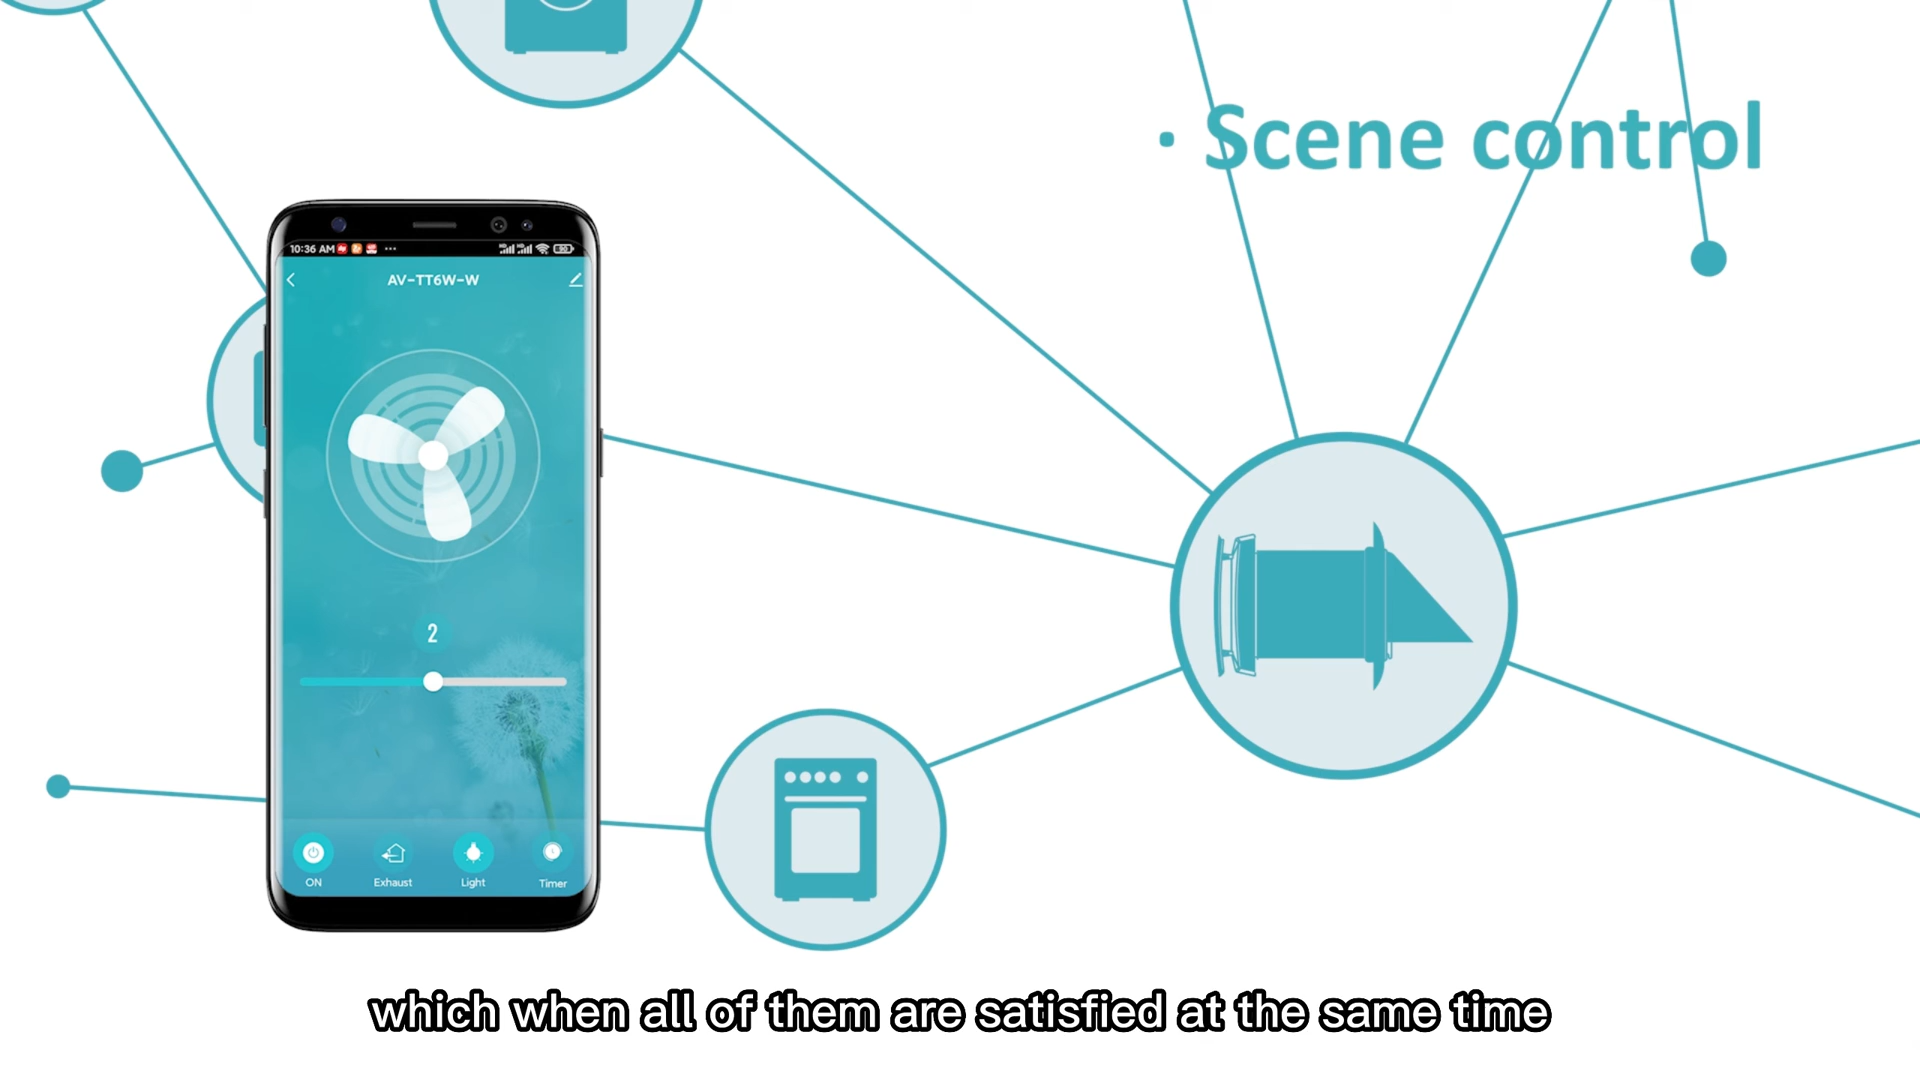 · Scene control
10:36 AM
AV-TT6W-W
2
ON
Exhaust
Light
Timer
which when all of them are satisfied at the same time